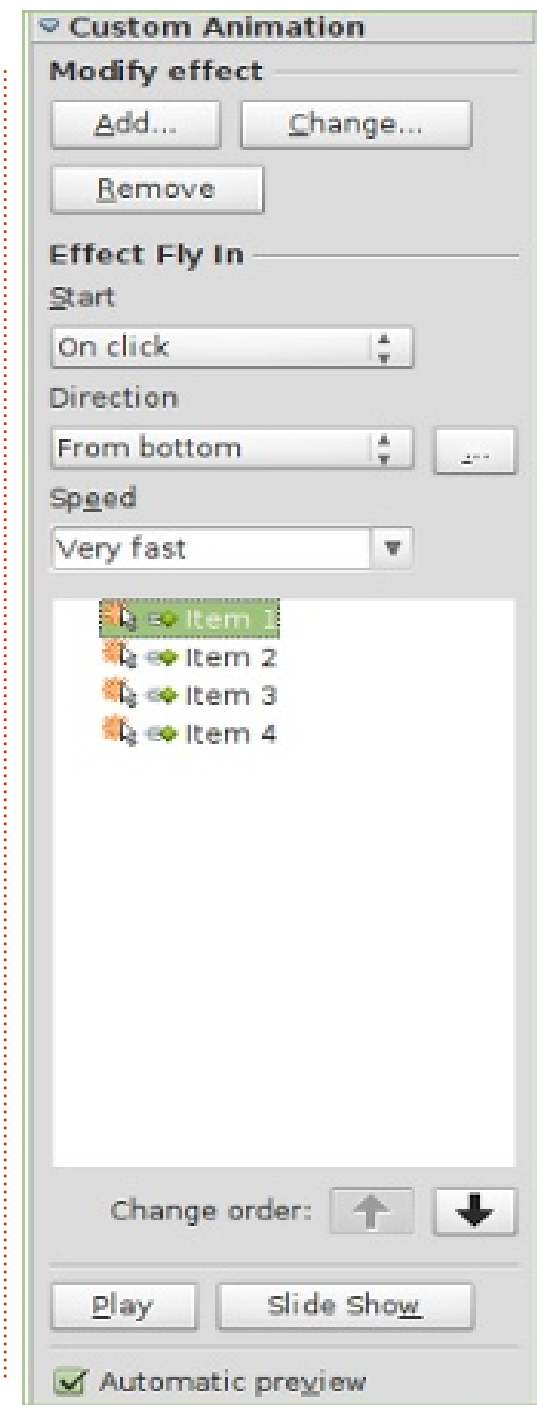 Custom Animation
Modify effect
Add... Change...
Remove
Effect Fly In
Start
On click
Direction
From bottom ...
Speed
Very fast
Item 1
Item 2
Item 3
Item 4
Change order:
Play Slide Show
Automatic preview